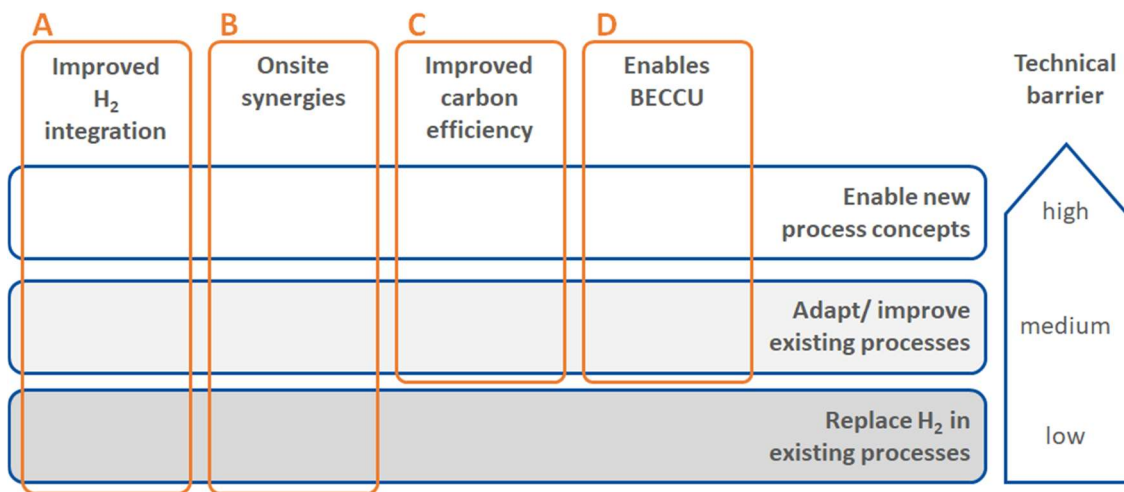 A
B
C
D
Improved
H₂
integration
Onsite
synergies
Improved
carbon
efficiency
Enables
BECCU
Technical
barrier
Enable new
process concepts
high
Adapt/ improve
existing processes
medium
Replace H₂ in
existing processes
low